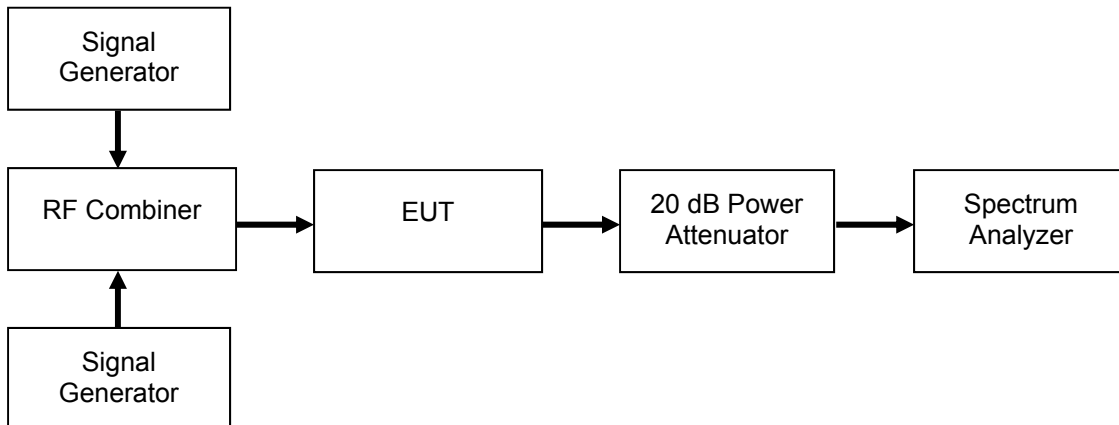 Signal
Generator
RF Combiner
EUT
20 dB Power
Attenuator
Spectrum
Analyzer
Signal
Generator